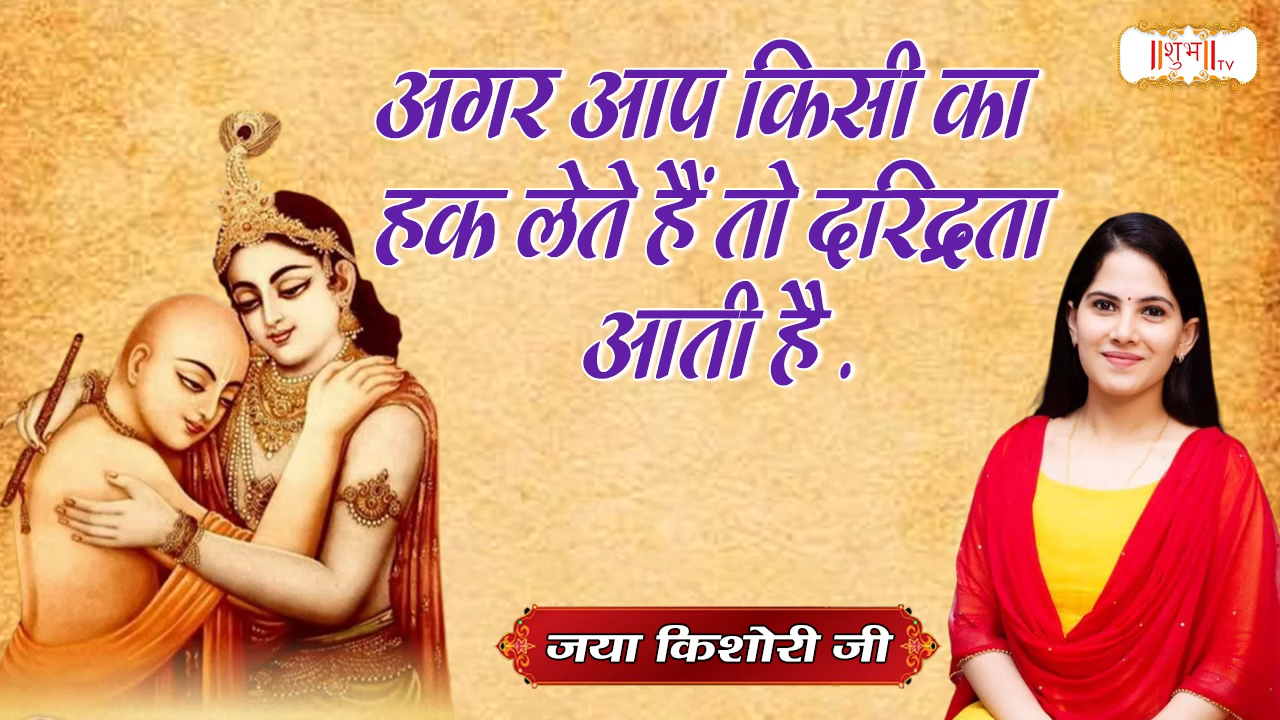 ॥शुभ॥ TV
अगर आप किसी का
हक लेते हैं तो दरिद्रता
आती है .
जया किशोरी जी